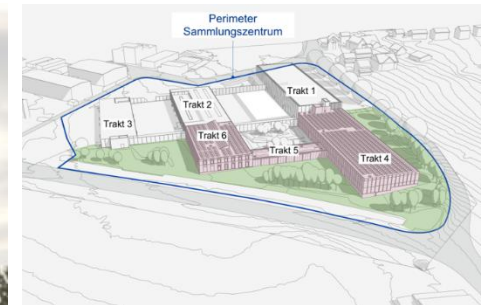 Perimeter
Sammlungszentrum
Trakt 1
Trakt 2
Trakt 3
Trakt 6
Trakt 5
Trakt 4